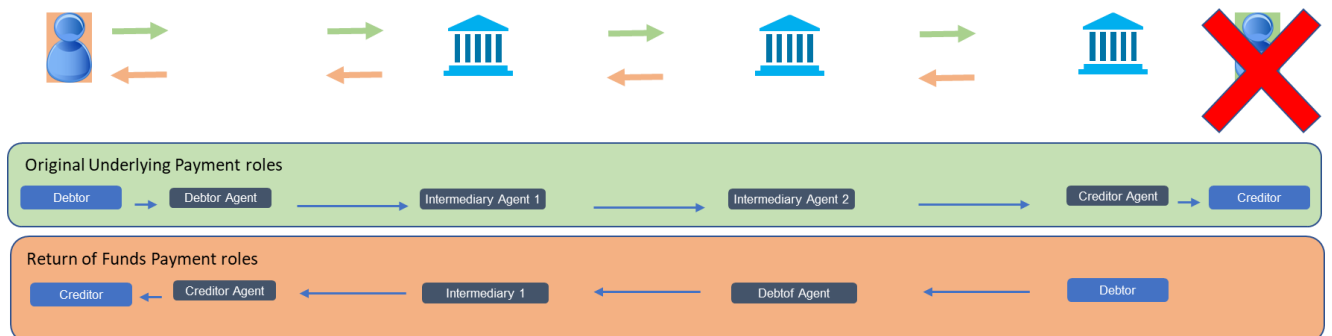 Original Underlying Payment roles
Debtor
Debtor Agent
Intermediary Agent 1
Intermediary Agent 2
Creditor Agent
Creditor
Return of Funds Payment roles
Creditor
Creditor Agent
Intermediary 1
Debtof Agent
Debtor